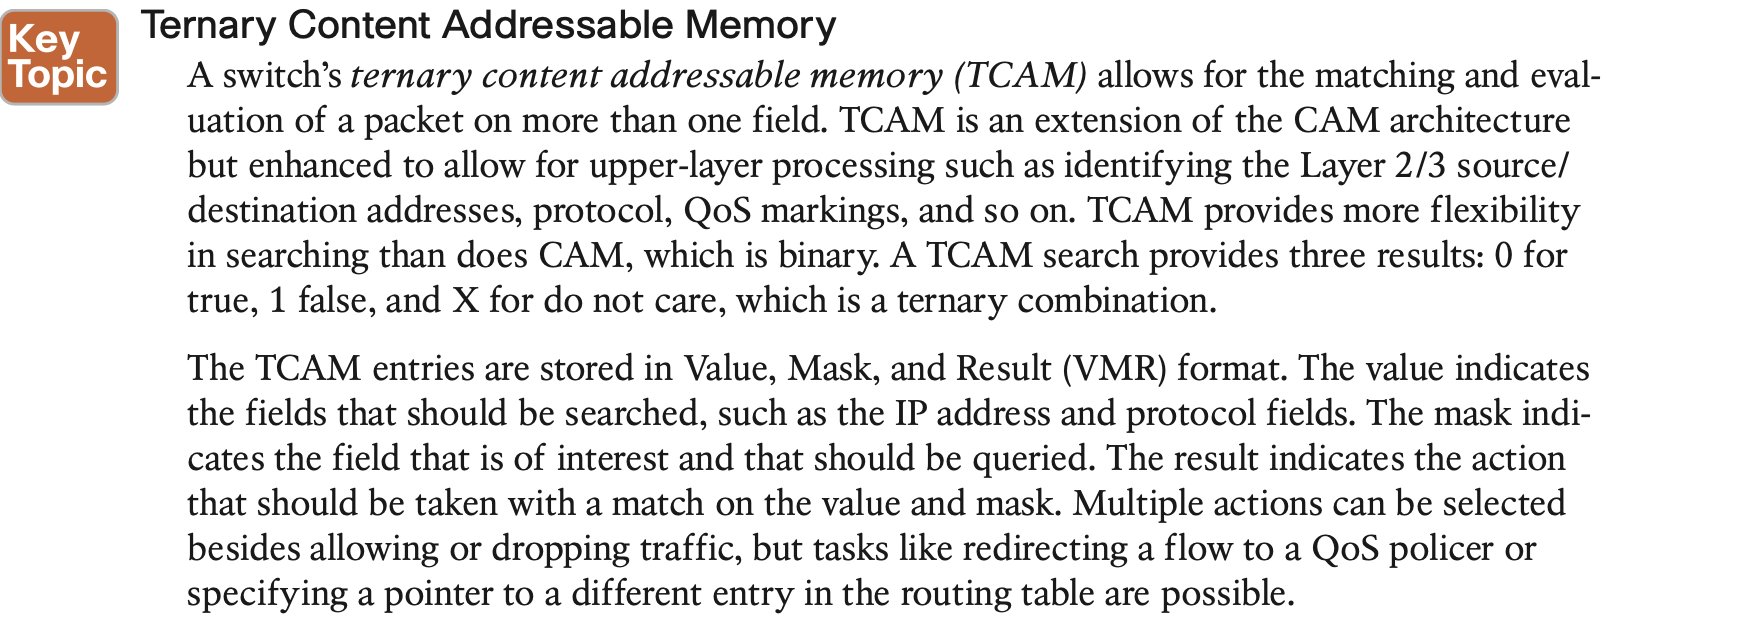 Key
Topic
Ternary Content Addressable Memory
A switch’s ternary content addressable memory (TCAM) allows for the matching and eval-
uation of a packet on more than one field. TCAM is an extension of the CAM architecture
but enhanced to allow for upper-layer processing such as identifying the Layer 2/3 source/
destination addresses, protocol, QoS markings, and so on. TCAM provides more flexibility
in searching than does CAM, which is binary. A TCAM search provides three results: 0 for
true, 1 false, and X for do not care, which is a ternary combination.
The TCAM entries are stored in Value, Mask, and Result (VMR) format. The value indicates
the fields that should be searched, such as the IP address and protocol fields. The mask indi-
cates the field that is of interest and that should be queried. The result indicates the action
that should be taken with a match on the value and mask. Multiple actions can be selected
besides allowing or dropping traffic, but tasks like redirecting a flow to a QoS policer or
specifying a pointer to a different entry in the routing table are possible.